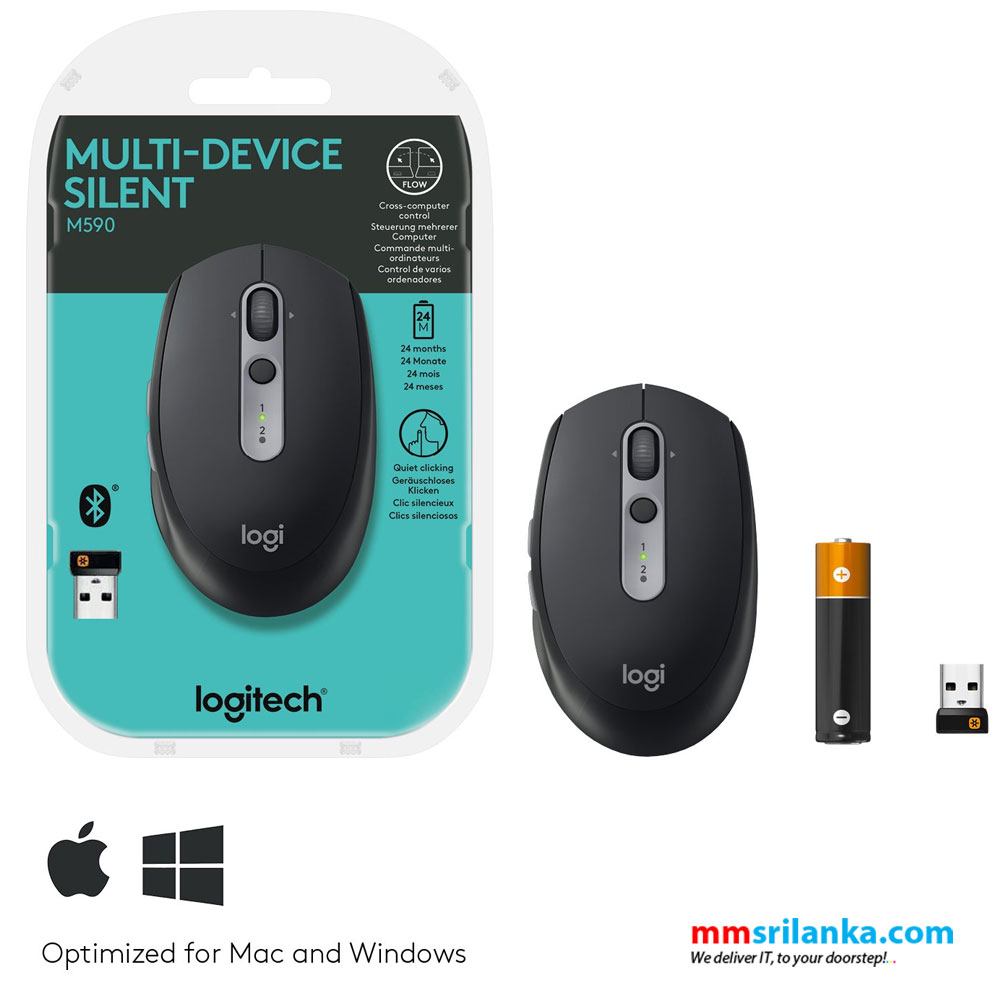 MULTI-DEVICE
SILENT
M590
FLOW
Cross-computer
control
Steuerung mehrerer
Computer
Commande multi-
ordinateurs
Control de varios
ordenadores
24
M
24 months
24 Monate
24 mois
24 meses
Quiet clicking
Geräuschloses
Klicken
Clic silencieux
Clics silenciosos
®
1
2
logi
logitech®
1
2
logi
+
–
Optimized for Mac and Windows
mmsrilanka.com
We deliver IT, to your doorstep!..